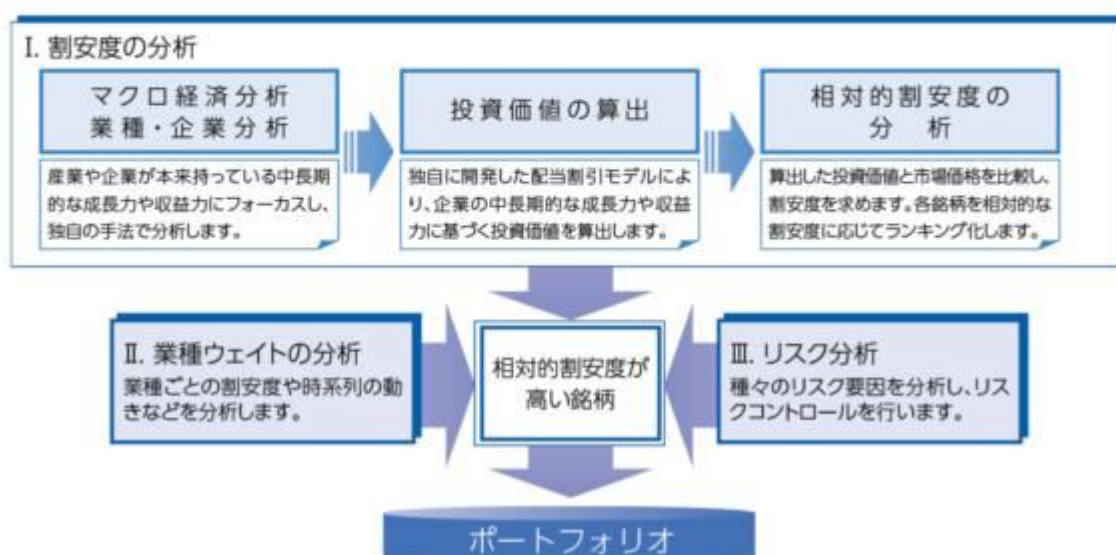 Ⅰ. 割安度の分析
マクロ経済分析
業種・企業分析
産業や企業が本来持っている中長期
的な成長力や収益力にフォーカスし、
独自の手法で分析します。
投資価値の算出
独自に開発した配当割引モデルによ
り、企業の中長期的な成長力や収益
力に基づく投資価値を算出します。
相対的割安度の
分析
算出した投資価値と市場価格を比較し、
割安度を求めます。各銘柄を相対的な
割安度に応じてランキング化します。
Ⅱ. 業種ウェイトの分析
業種ごとの割安度や時系列の動
きなどを分析します。
相対的割安度が
高い銘柄
Ⅲ. リスク分析
種々のリスク要因を分析し、リス
クコントロールを行います。
ポートフォリオ